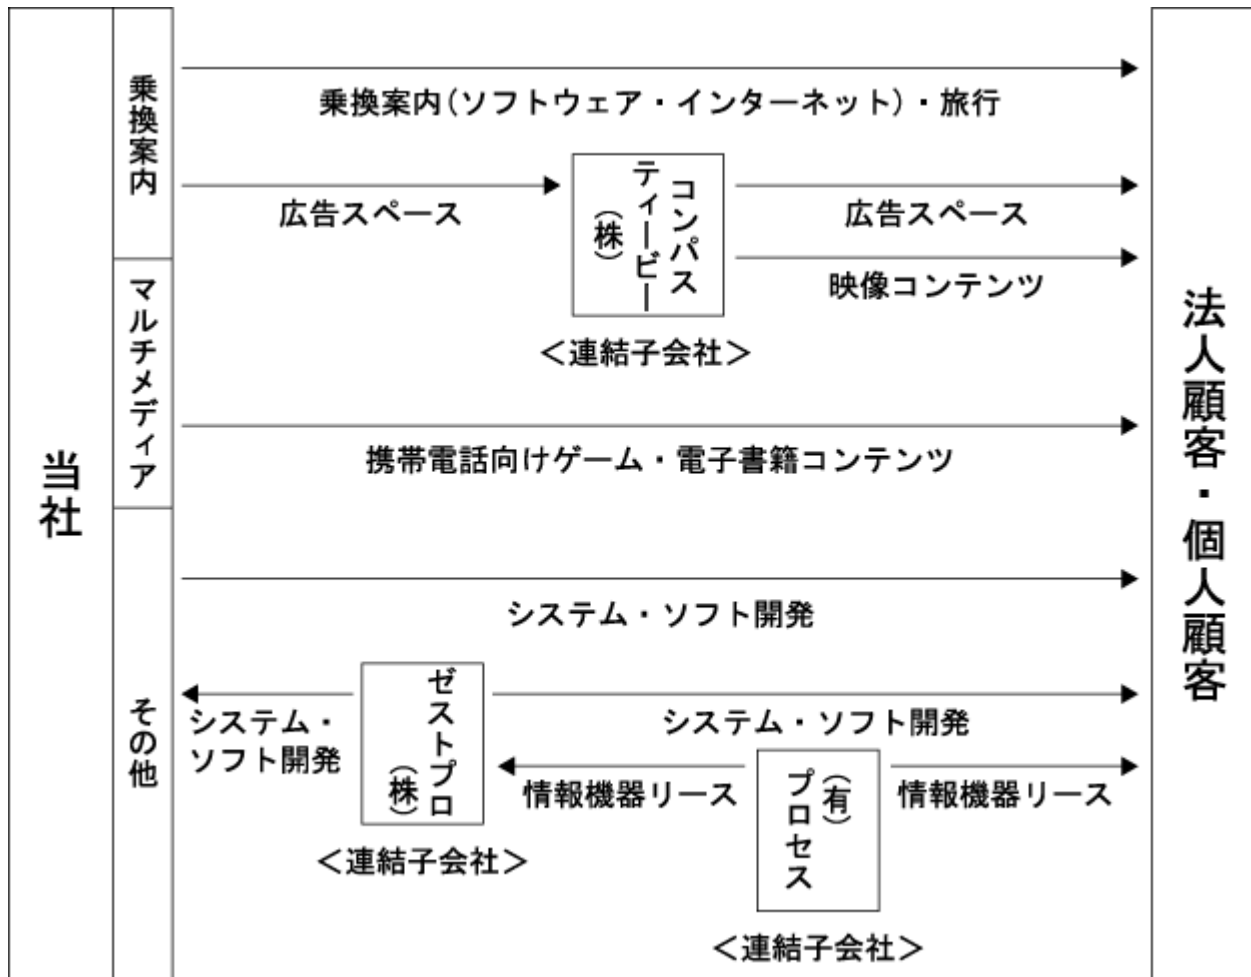 当社
乗換案内
乗換案内(ソフトウェア・インターネット)・旅行
広告スペース
コンパス
ティービー
(株)
<連結子会社>
広告スペース
映像コンテンツ
マルチメディア
携帯電話向けゲーム・電子書籍コンテンツ
その他
システム・ソフト開発
システム・
ソフト開発
ゼストプロ
(株)
<連結子会社>
システム・ソフト開発
情報機器リース
(有)
プロセス
<連結子会社>
情報機器リース
法人顧客・個人顧客